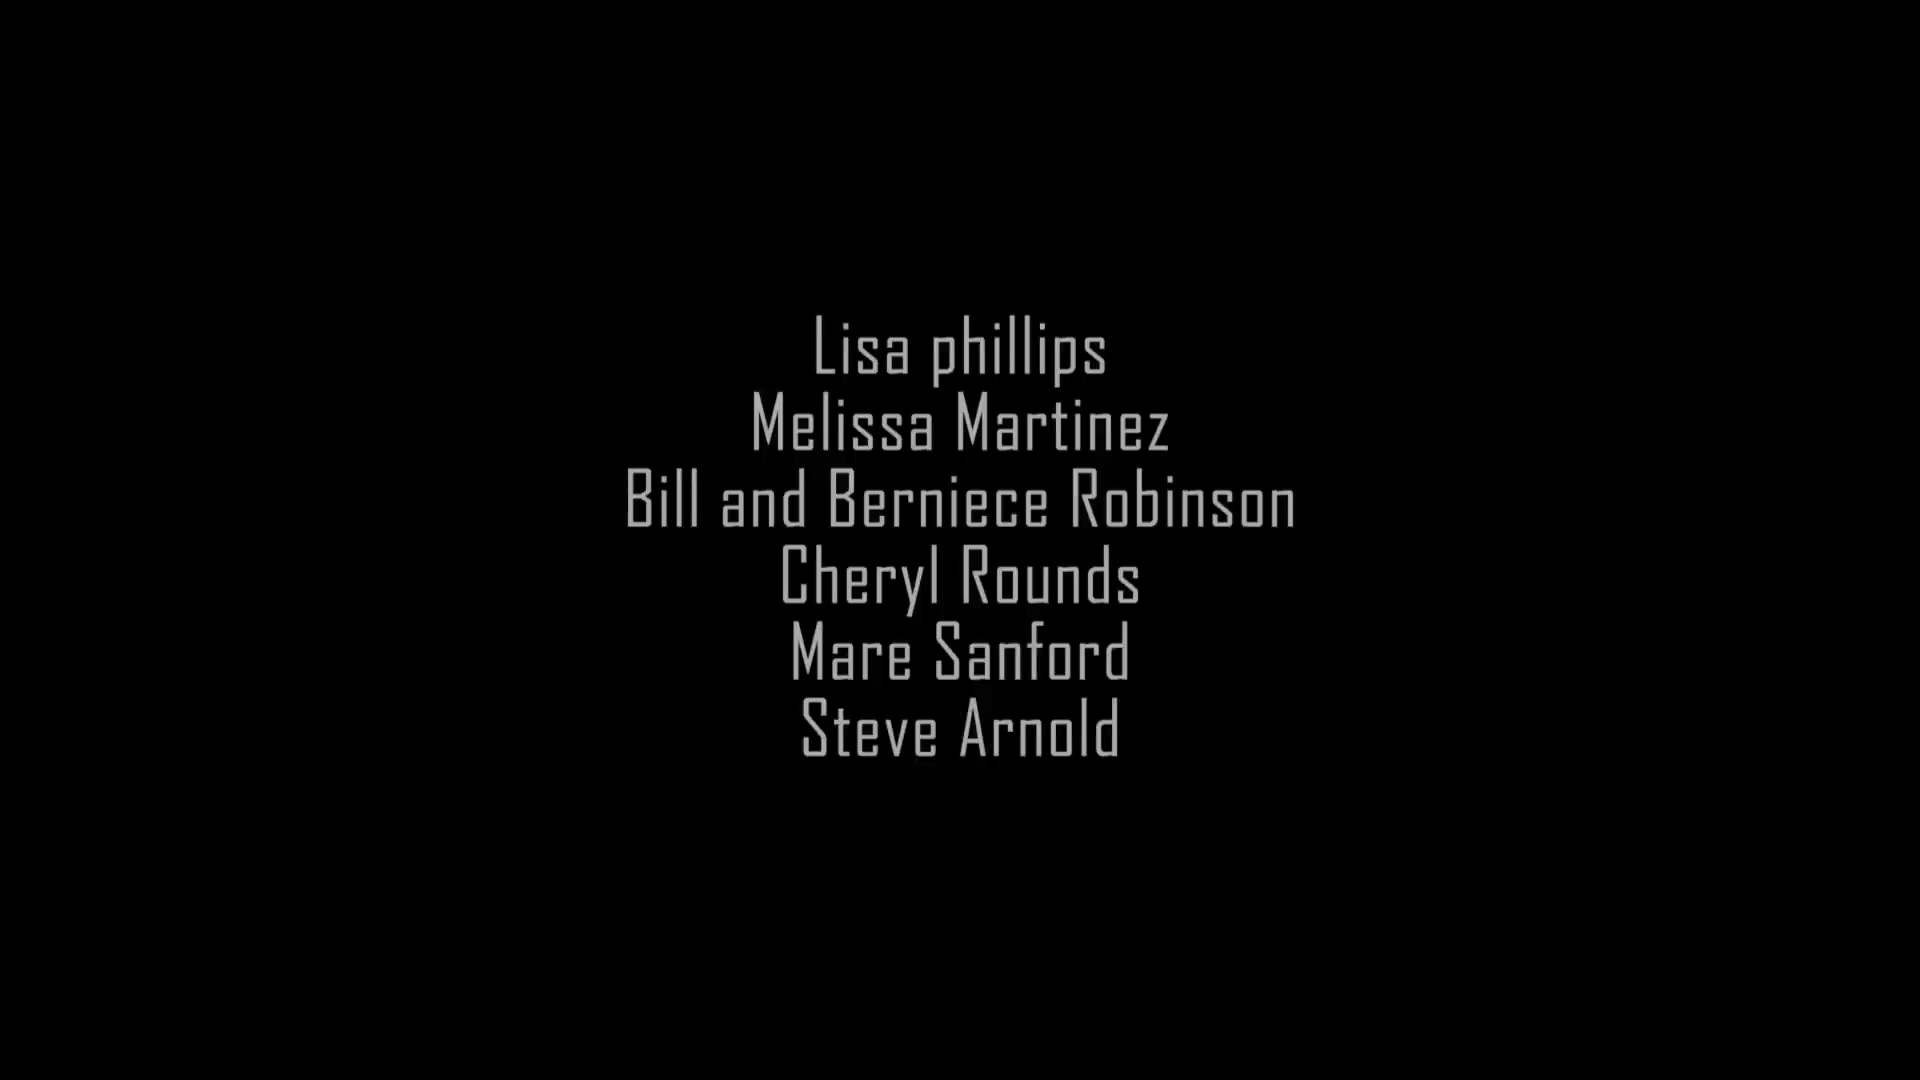 Lisa phillips
Melissa Martinez
Bill and Berniece Robinson
Cheryl Rounds
Mare Sanford
Steve Arnold